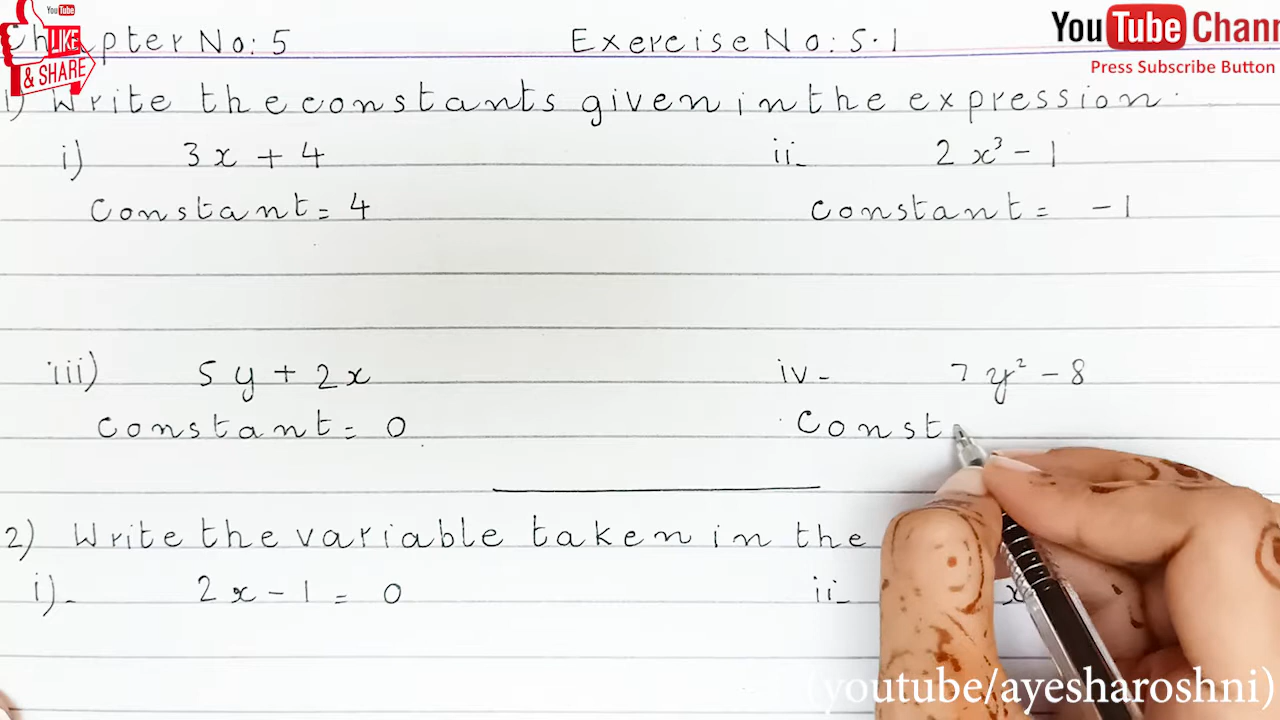 YouTube
LIKE
& SHARE
YouTube Chann
Press Subscribe Button
Chapter No: 5 Exercise No: 5.1
1) Write the constants given in the expression.
i) 3x + 4 ii- 2x³ - 1
Constant = 4 constant = -1
iii) 5y + 2x iv- 7y² - 8
Constant = 0 Const
2) Write the variable taken in the
i)- 2x - 1 = 0 ii- x
(youtube/ayesharoshni)